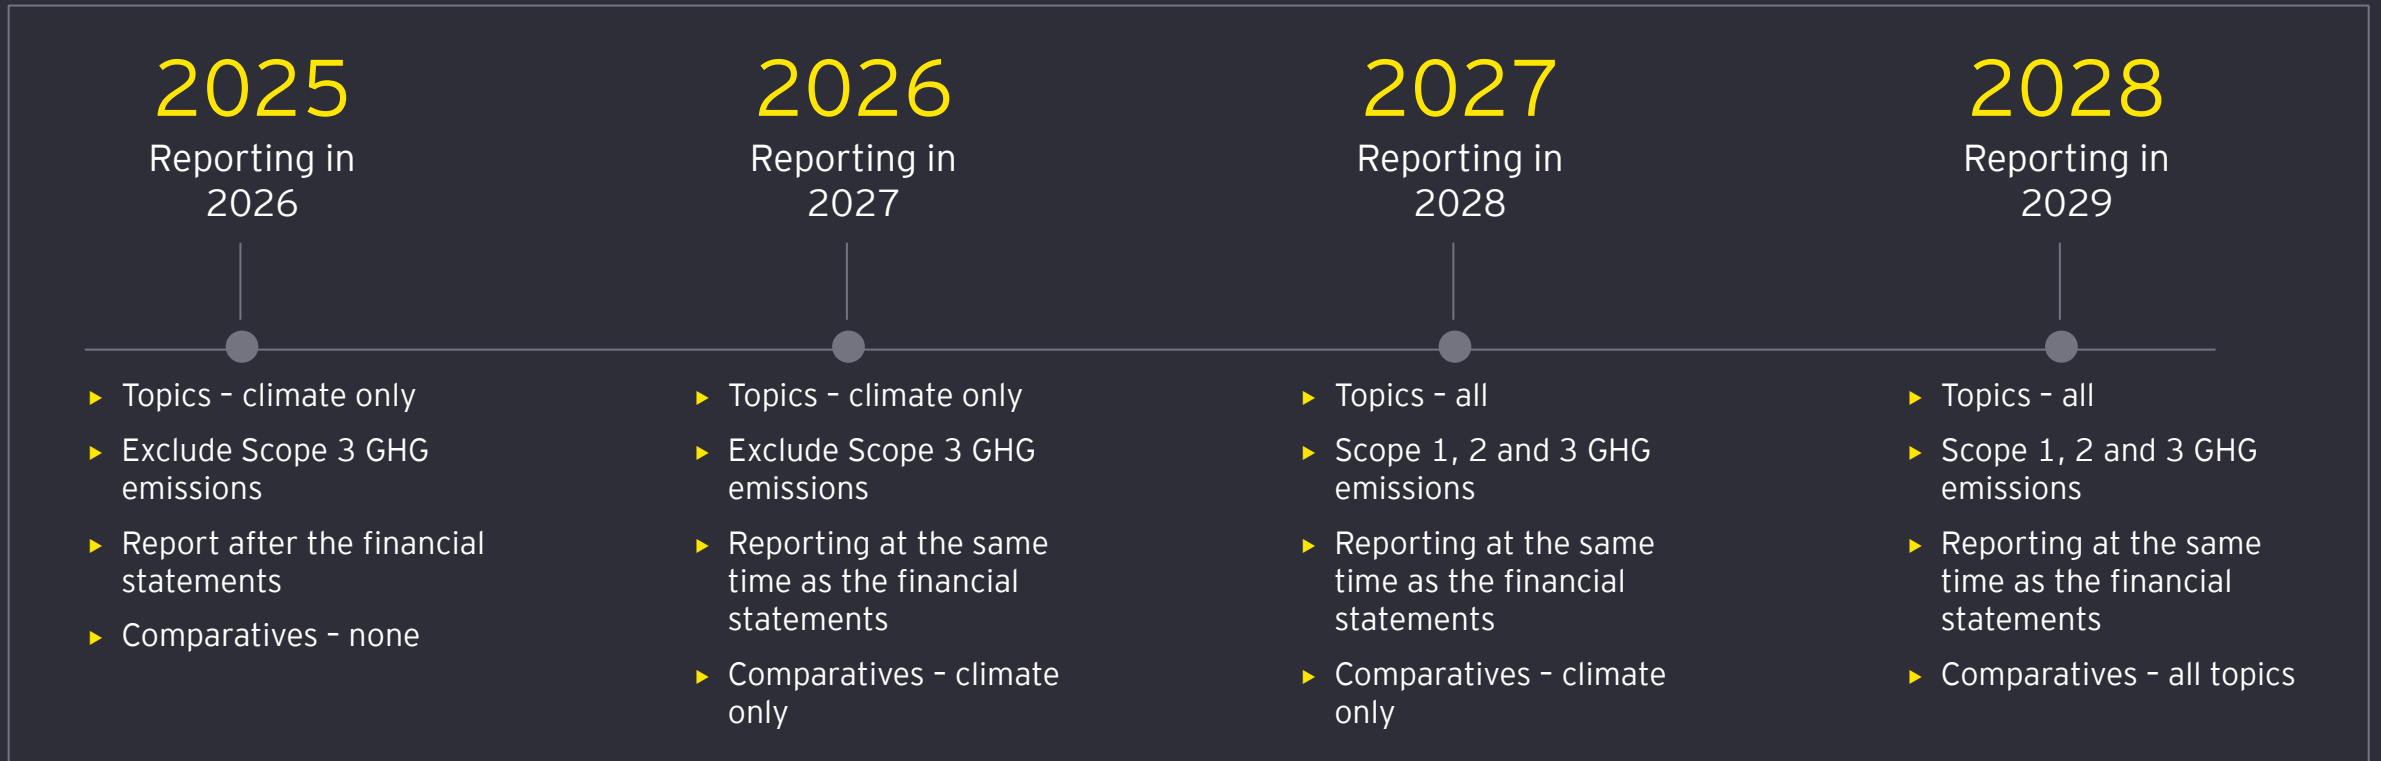 2025
Reporting in
2026
▶ Topics – climate only
▶ Exclude Scope 3 GHG
emissions
▶ Report after the financial
statements
▶ Comparatives – none
2026
Reporting in
2027
▶ Topics – climate only
▶ Exclude Scope 3 GHG
emissions
▶ Reporting at the same
time as the financial
statements
▶ Comparatives – climate
only
2027
Reporting in
2028
▶ Topics – all
▶ Scope 1, 2 and 3 GHG
emissions
▶ Reporting at the same
time as the financial
statements
▶ Comparatives – climate
only
2028
Reporting in
2029
▶ Topics – all
▶ Scope 1, 2 and 3 GHG
emissions
▶ Reporting at the same
time as the financial
statements
▶ Comparatives – all topics